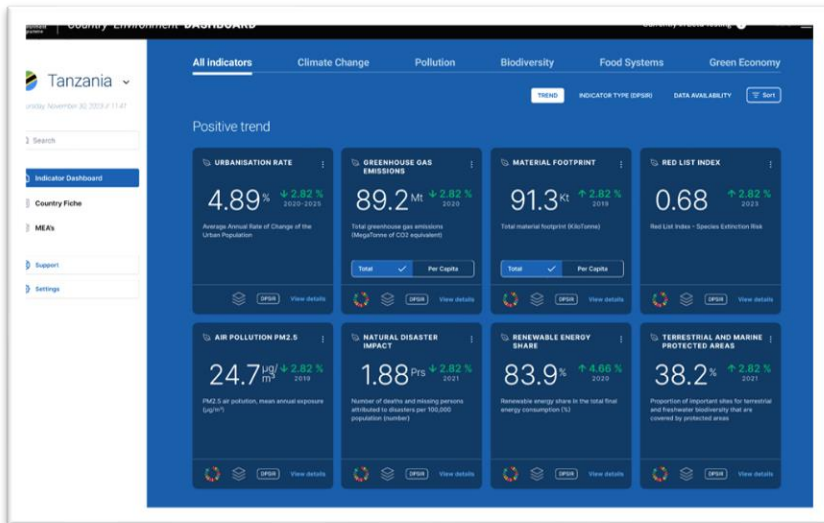 Country Environment DASHBOARD
Currently in Beta Testing
Tanzania
November 30, 2023 // 11:41
Search
Indicator Dashboard
Country Fiche
MEA's
Support
Settings
All indicators
Climate Change
Pollution
Biodiversity
Food Systems
Green Economy
TREND
INDICATOR TYPE (DPSIR)
DATA AVAILABILITY
Sort
Positive trend
URBANISATION RATE
4.89% ↓ 2.82 %
2020-2025
Average Annual Rate of Change of the
Urban Population
DPSIR View details
GREENHOUSE GAS
EMISSIONS
89.2 Mt ↓ 2.82 %
2020
Total greenhouse gas emissions
(MegaTonne of CO2 equivalent)
Total Per Capita
DPSIR View details
MATERIAL FOOTPRINT
91.3 Kt ↑ 2.82 %
2019
Total material footprint (KiloTonne)
Total Per Capita
DPSIR View details
RED LIST INDEX
0.68 ↑ 2.82 %
2023
Red List Index - Species Extinction Risk
DPSIR View details
AIR POLLUTION PM2.5
24.7 µg/m³ ↓ 2.82 %
2019
PM2.5 air pollution, mean annual exposure
(µg/m³)
DPSIR View details
NATURAL DISASTER
IMPACT
1.88 Prs ↓ 2.82 %
2021
Number of deaths and missing persons
attributed to disasters per 100,000
population (number)
DPSIR View details
RENEWABLE ENERGY
SHARE
83.9% ↑ 4.66 %
2020
Renewable energy share in the total final
energy consumption (%)
DPSIR View details
TERRESTRIAL AND MARINE
PROTECTED AREAS
38.2% ↑ 2.82 %
2021
Proportion of important sites for terrestrial
and freshwater biodiversity that are
covered by protected areas
DPSIR View details